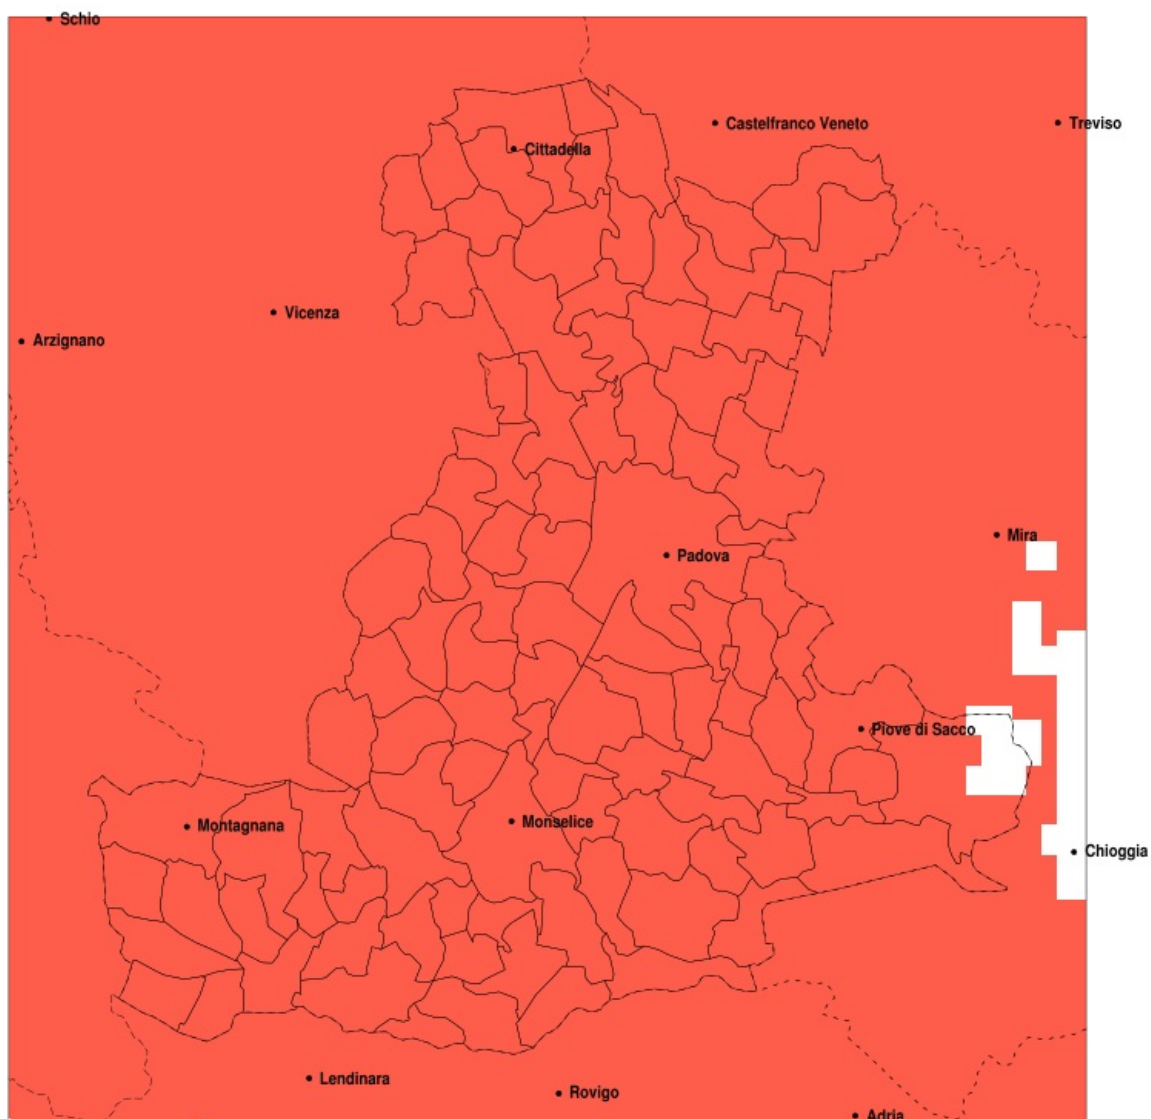 Schio
Castelfranco Veneto
Treviso
Cittadella
Vicenza
Arzignano
Mira
Padova
Piove di Sacco
Montagnana
Monselice
Chioggia
Lendinara
Rovigo
Adria